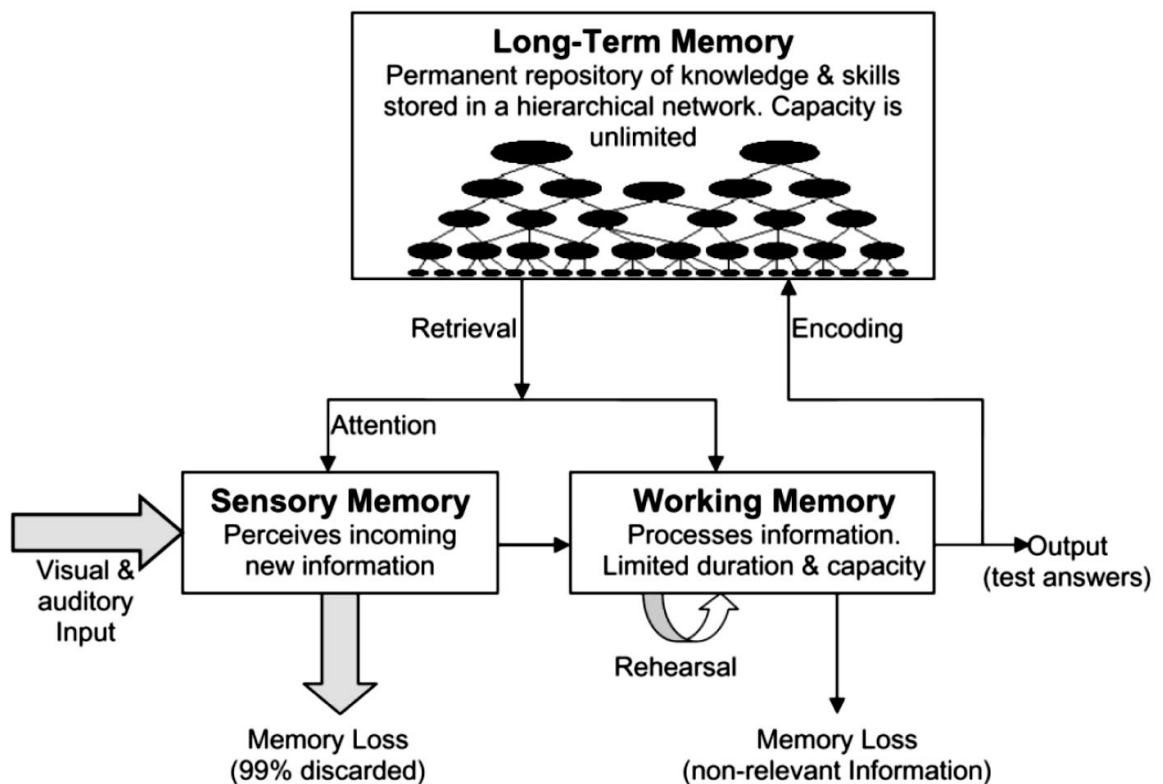 Long-Term Memory
Permanent repository of knowledge & skills
stored in a hierarchical network. Capacity is
unlimited
Retrieval
Encoding
Attention
Sensory Memory
Perceives incoming
new information
Working Memory
Processes information.
Limited duration & capacity
Visual &
auditory
Input
Output
(test answers)
Rehearsal
Memory Loss
(99% discarded)
Memory Loss
(non-relevant Information)